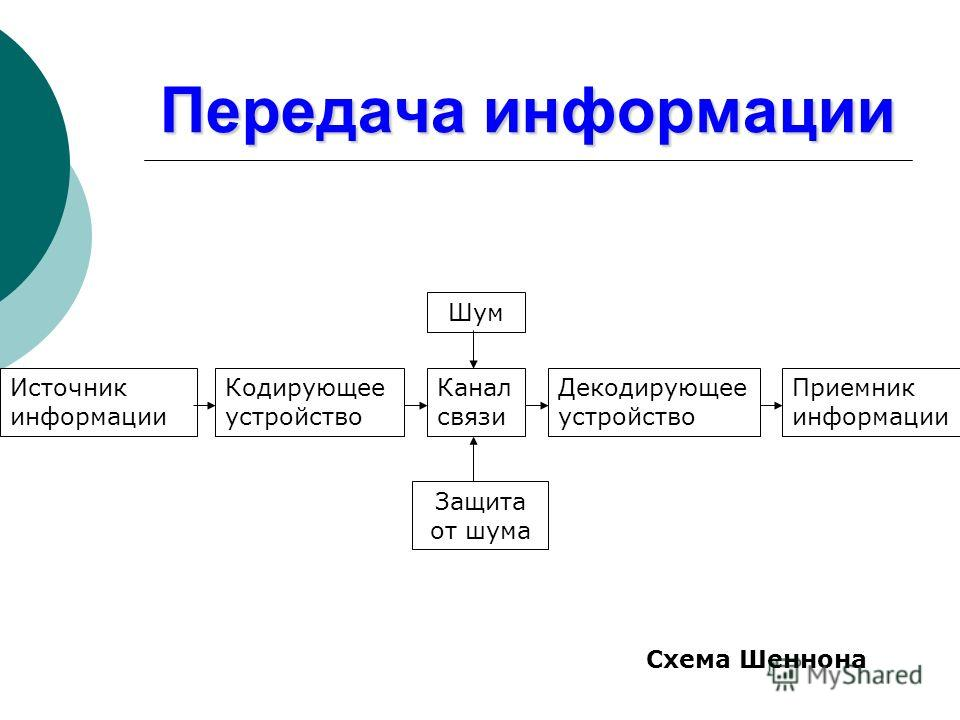 Передача информации
Шум
Источник
информации
Кодирующее
устройство
Канал
связи
Декодирующее
устройство
Приемник
информации
Защита
от шума
Схема Шеннона
MyShared